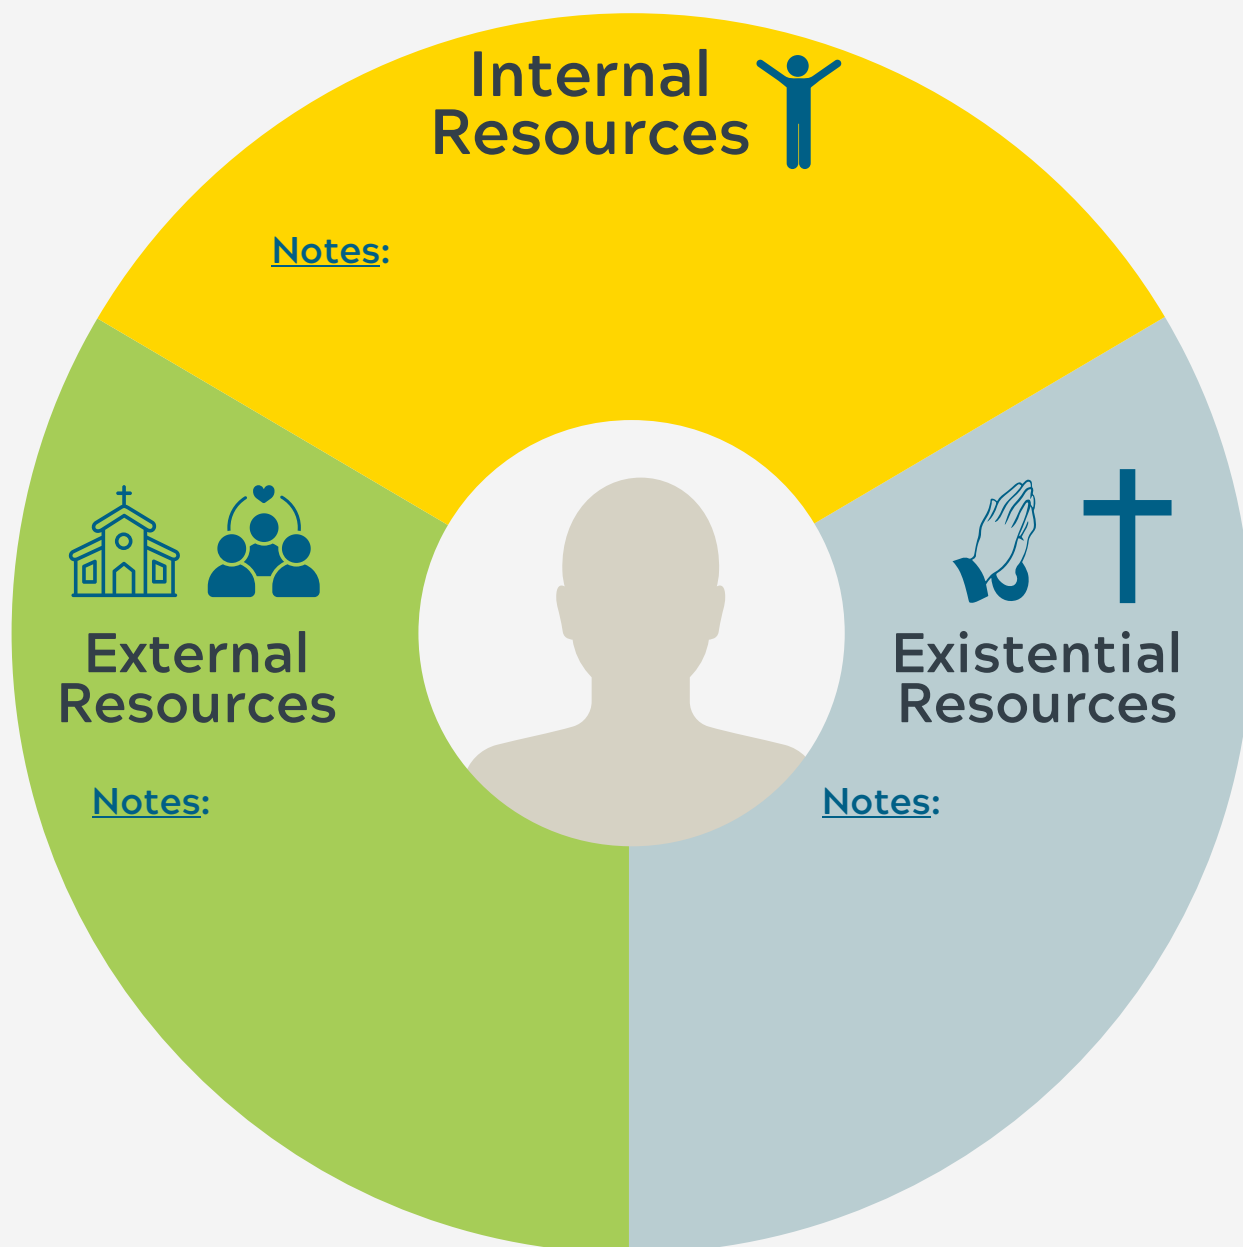 Internal
Resources
Notes:
External
Resources
Notes:
Existential
Resources
Notes: